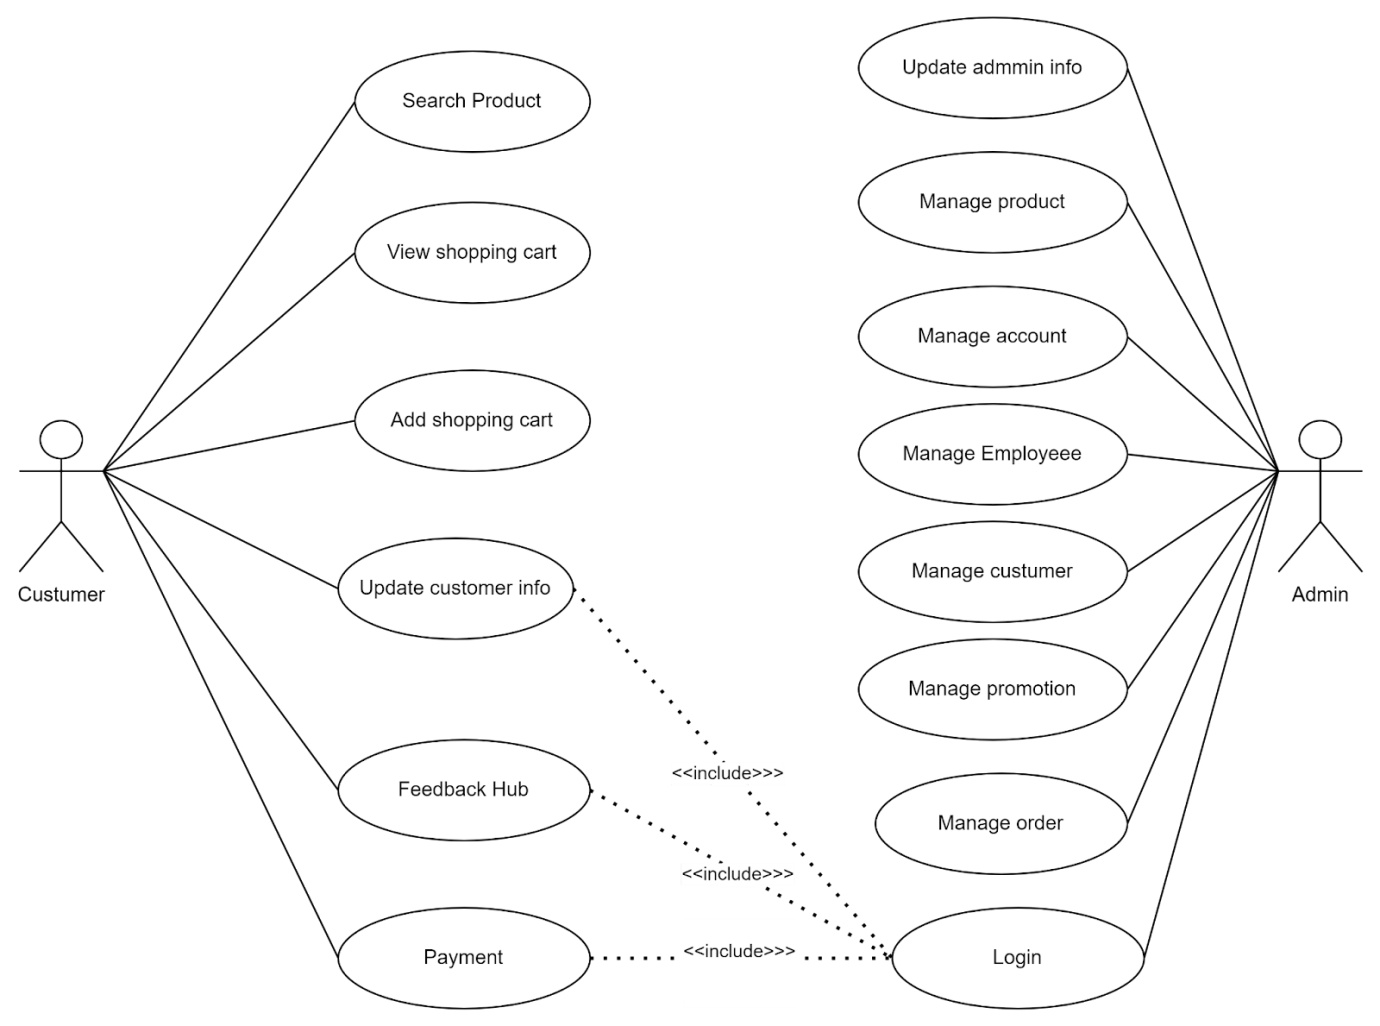 Update admmin info
Search Product
Manage product
View shopping cart
Manage account
Add shopping cart
Manage Employeee
Manage custumer
Update customer info
Custumer
Admin
Manage promotion
<<include>>>
Feedback Hub
Manage order
<<include>>>
<<include>>>
Payment
Login